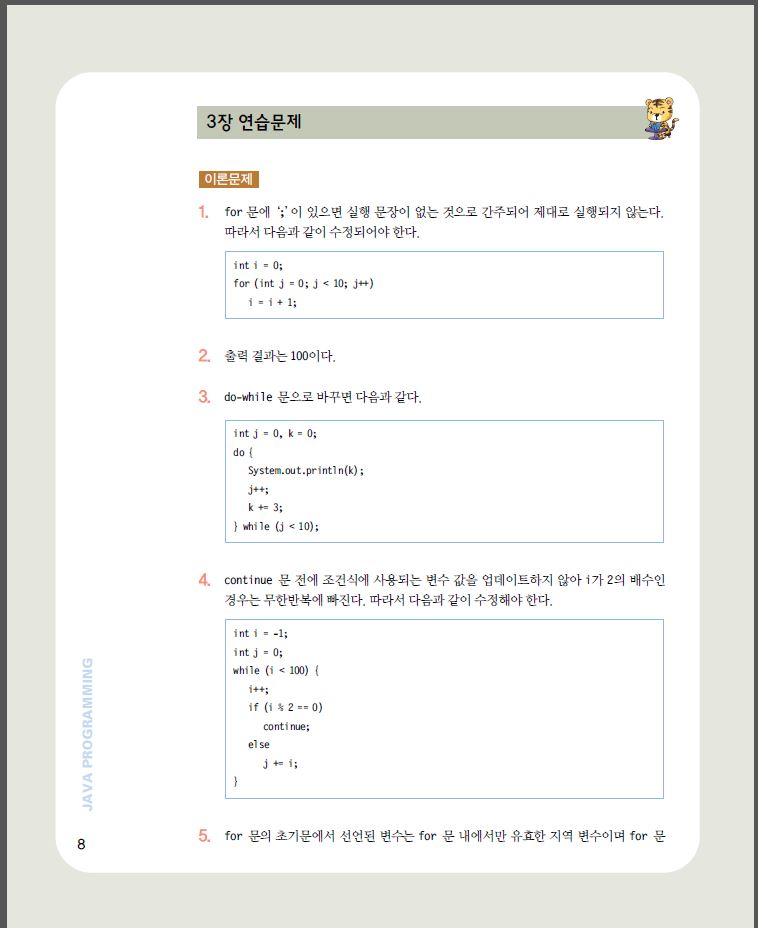 3장 연습문제
이론문제
1. for 문에 ‘;’이 있으면 실행 문장이 없는 것으로 간주되어 제대로 실행되지 않는다.
따라서 다음과 같이 수정되어야 한다.
int i = 0;
for (int j = 0; j < 10; j++)
i = i + 1;
2. 출력 결과는 100이다.
3. do-while 문으로 바꾸면 다음과 같다.
int j = 0, k = 0;
do {
System.out.println(k);
j++;
k += 3;
} while (j < 10);
4. continue 문 전에 조건식에 사용되는 변수 값을 업데이트하지 않아 i가 2의 배수인
경우는 무한반복에 빠진다. 따라서 다음과 같이 수정해야 한다.
int i = -1;
int j = 0;
while (i < 100) {
i++;
if (i % 2 == 0)
continue;
else
j += i;
}
5. for 문의 초기문에서 선언된 변수는 for 문 내에서만 유효한 지역 변수이며 for 문
JAVA PROGRAMMING
8